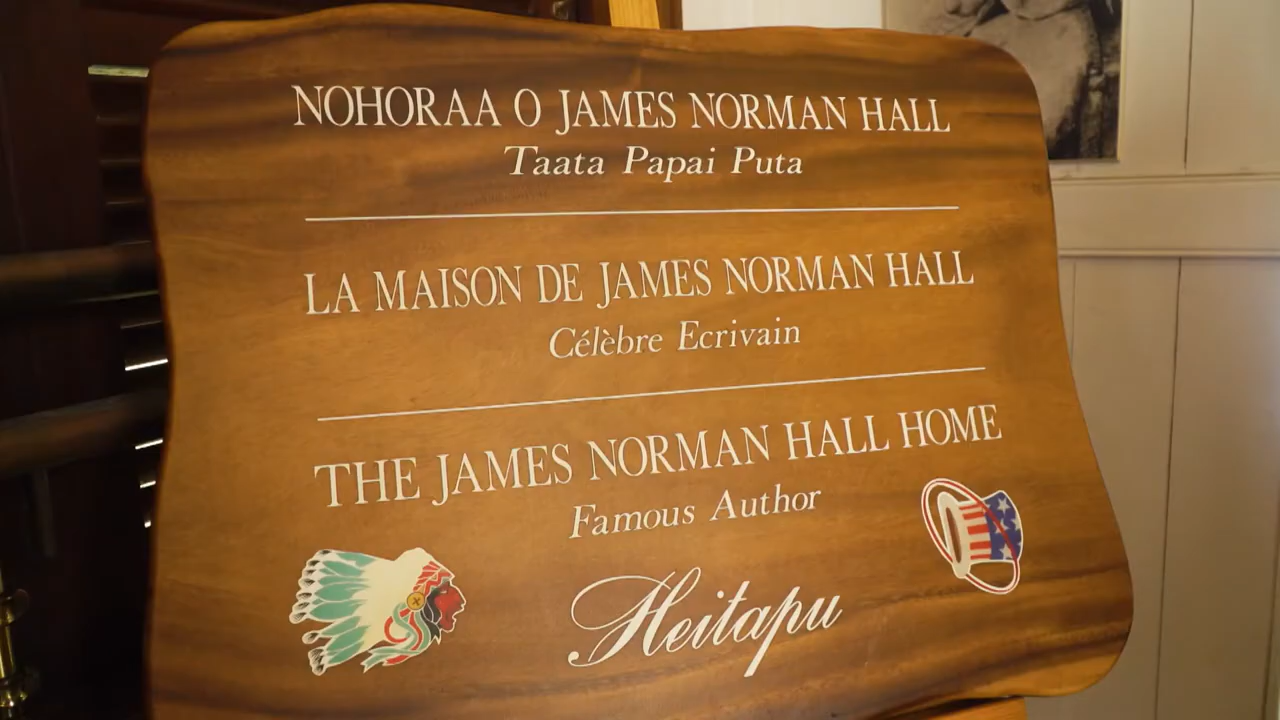 NOHORAA O JAMES NORMAN HALL
Taata Papai Puta
LA MAISON DE JAMES NORMAN HALL
Célèbre Ecrivain
THE JAMES NORMAN HALL HOME
Famous Author
Heitapu